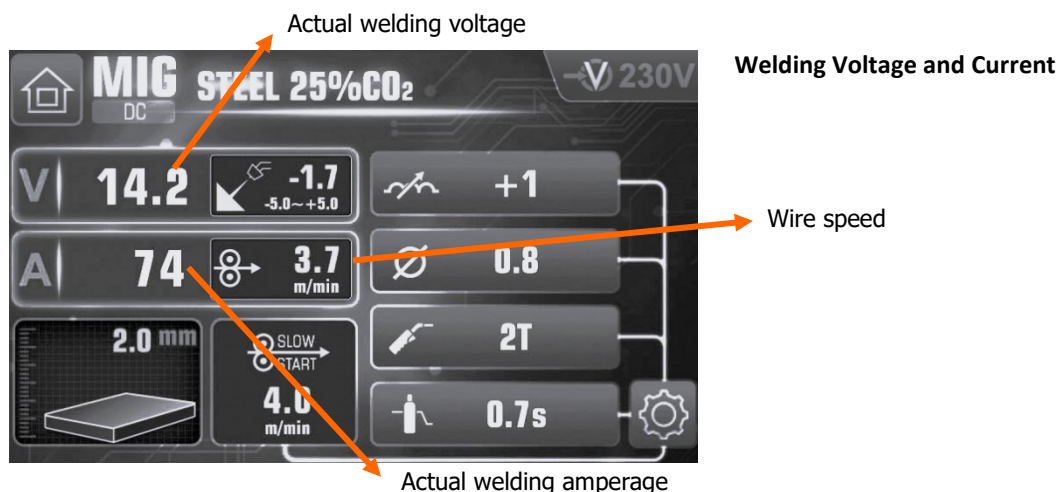 Actual welding voltage
MIG STEEL 25%CO₂
DC
230V
Welding Voltage and Current
V 14.2 -1.7
-5.0~+5.0
+1
Wire speed
A 74 3.7
m/min
0.8
2.0 mm
SLOW
START
4.0
m/min
2T
0.7s
Actual welding amperage